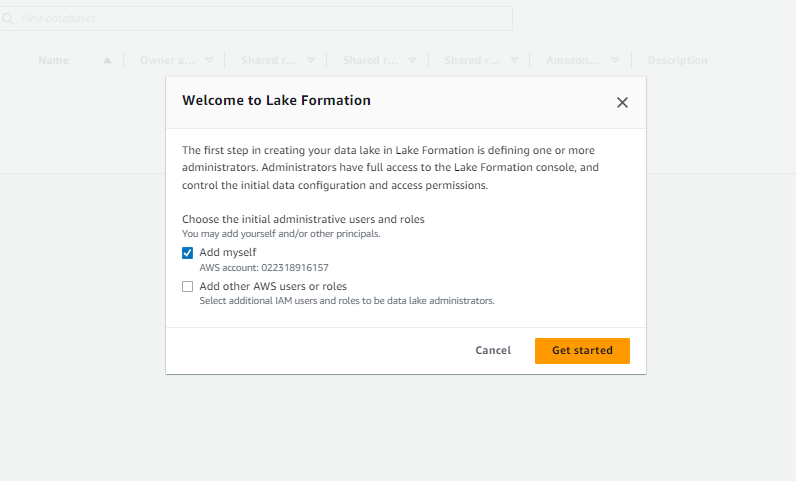 Find databases
Name Owner a... Shared r... Shared r... Shared r... Amazon... Description
Welcome to Lake Formation
The first step in creating your data lake in Lake Formation is defining one or more
administrators. Administrators have full access to the Lake Formation console, and
control the initial data configuration and access permissions.
Choose the initial administrative users and roles
You may add yourself and/or other principals.
Add myself
AWS account: 022318916157
Add other AWS users or roles
Select additional IAM users and roles to be data lake administrators.
Cancel Get started